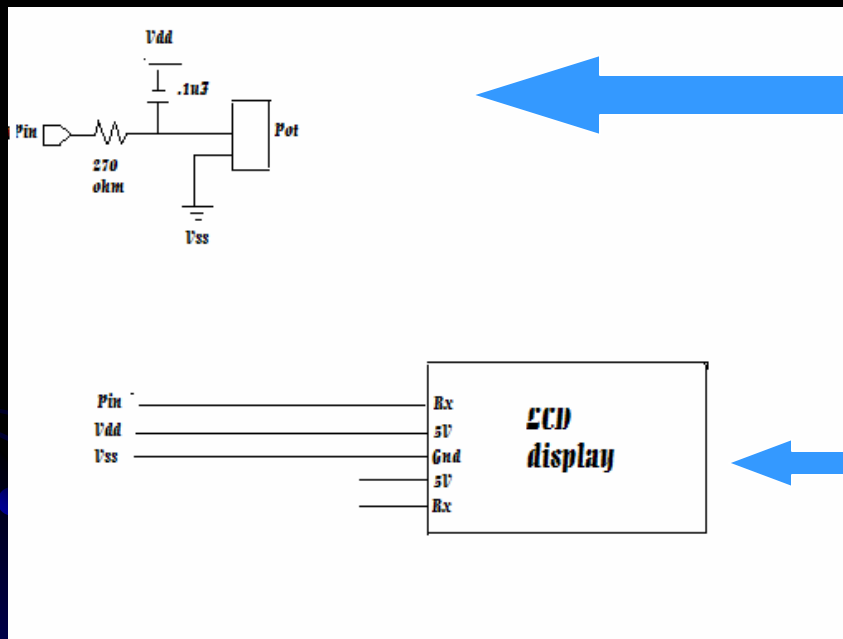 Vdd
.1uF
Pin
Pot
270
ohm
Vss
Pin
Rx
LCD
display
Vdd
5V
Vss
Gnd
5V
Rx